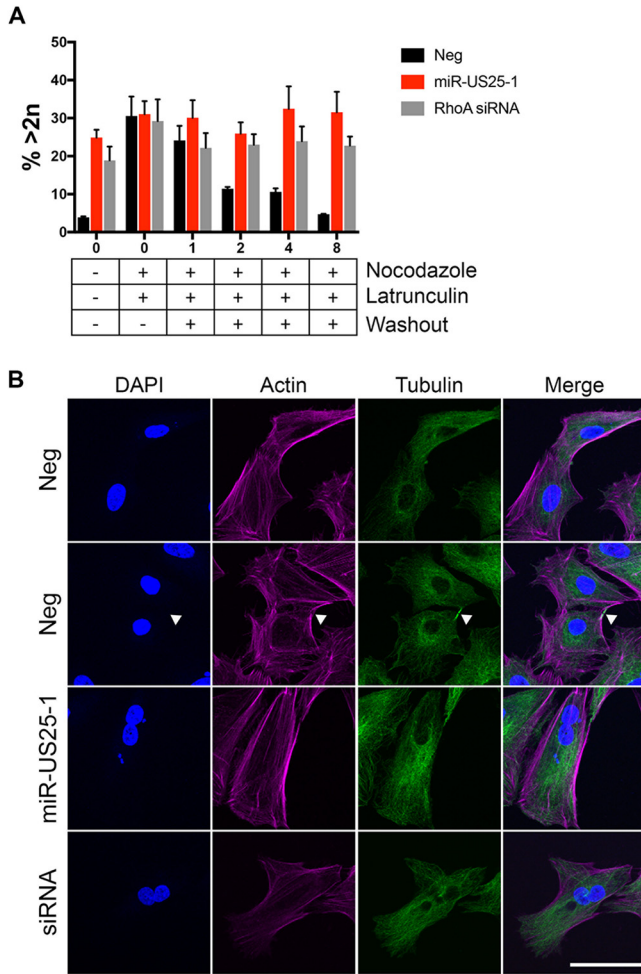 A
Neg
miR-US25-1
RhoA siRNA
% >2n
50
40
30
20
10
0
0 0 1 2 4 8
- + + + + + Nocodazole
- + + + + + Latrunculin
- - + + + + Washout
B
DAPI Actin Tubulin Merge
Neg
Neg
miR-US25-1
siRNA